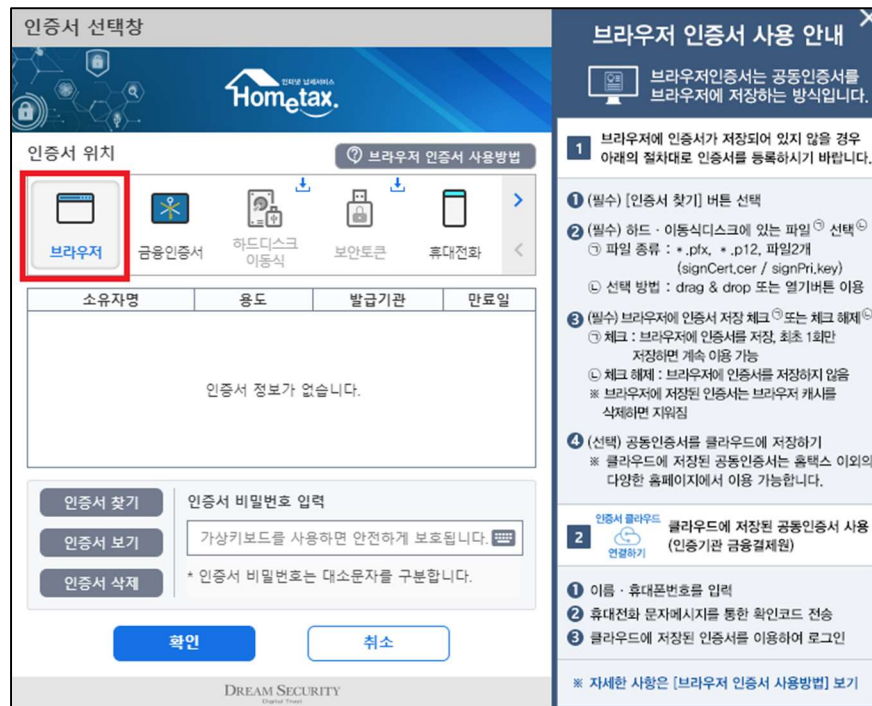 인증서 선택창
인터넷 납세서비스
Hometax.
인증서 위치
브라우저 인증서 사용방법
브라우저
금융인증서
하드디스크
이동식
보안토큰
휴대전화
소유자명 용도 발급기관 만료일
인증서 정보가 없습니다.
인증서 찾기
인증서 보기
인증서 삭제
인증서 비밀번호 입력
가상키보드를 사용하면 안전하게 보호됩니다.
* 인증서 비밀번호는 대소문자를 구분합니다.
확인 취소
DREAM SECURITY
Digital Trust
브라우저 인증서 사용 안내
브라우저인증서는 공동인증서를
브라우저에 저장하는 방식입니다.
1 브라우저에 인증서가 저장되어 있지 않을 경우
아래의 절차대로 인증서를 등록하시기 바랍니다.
❶ (필수) [인증서 찾기] 버튼 선택
❷ (필수) 하드 · 이동식디스크에 있는 파일㉠ 선택㉡
㉠ 파일 종류 : *.pfx, *.p12, 파일2개
(signCert.cer / signPri.key)
㉡ 선택 방법 : drag & drop 또는 열기버튼 이용
❸ (필수) 브라우저에 인증서 저장 체크㉠ 또는 체크 해제㉡
㉠ 체크 : 브라우저에 인증서를 저장, 최초 1회만
저장하면 계속 이용 가능
㉡ 체크 해제 : 브라우저에 인증서를 저장하지 않음
※ 브라우저에 저장된 인증서는 브라우저 캐시를
삭제하면 지워짐
❹ (선택) 공동인증서를 클라우드에 저장하기
※ 클라우드에 저장된 공동인증서는 홈택스 이외의
다양한 홈페이지에서 이용 가능합니다.
2 인증서 클라우드
연결하기
클라우드에 저장된 공동인증서 사용
(인증기관 금융결제원)
❶ 이름 · 휴대폰번호를 입력
❷ 휴대전화 문자메시지를 통한 확인코드 전송
❸ 클라우드에 저장된 인증서를 이용하여 로그인
※ 자세한 사항은 [브라우저 인증서 사용방법] 보기